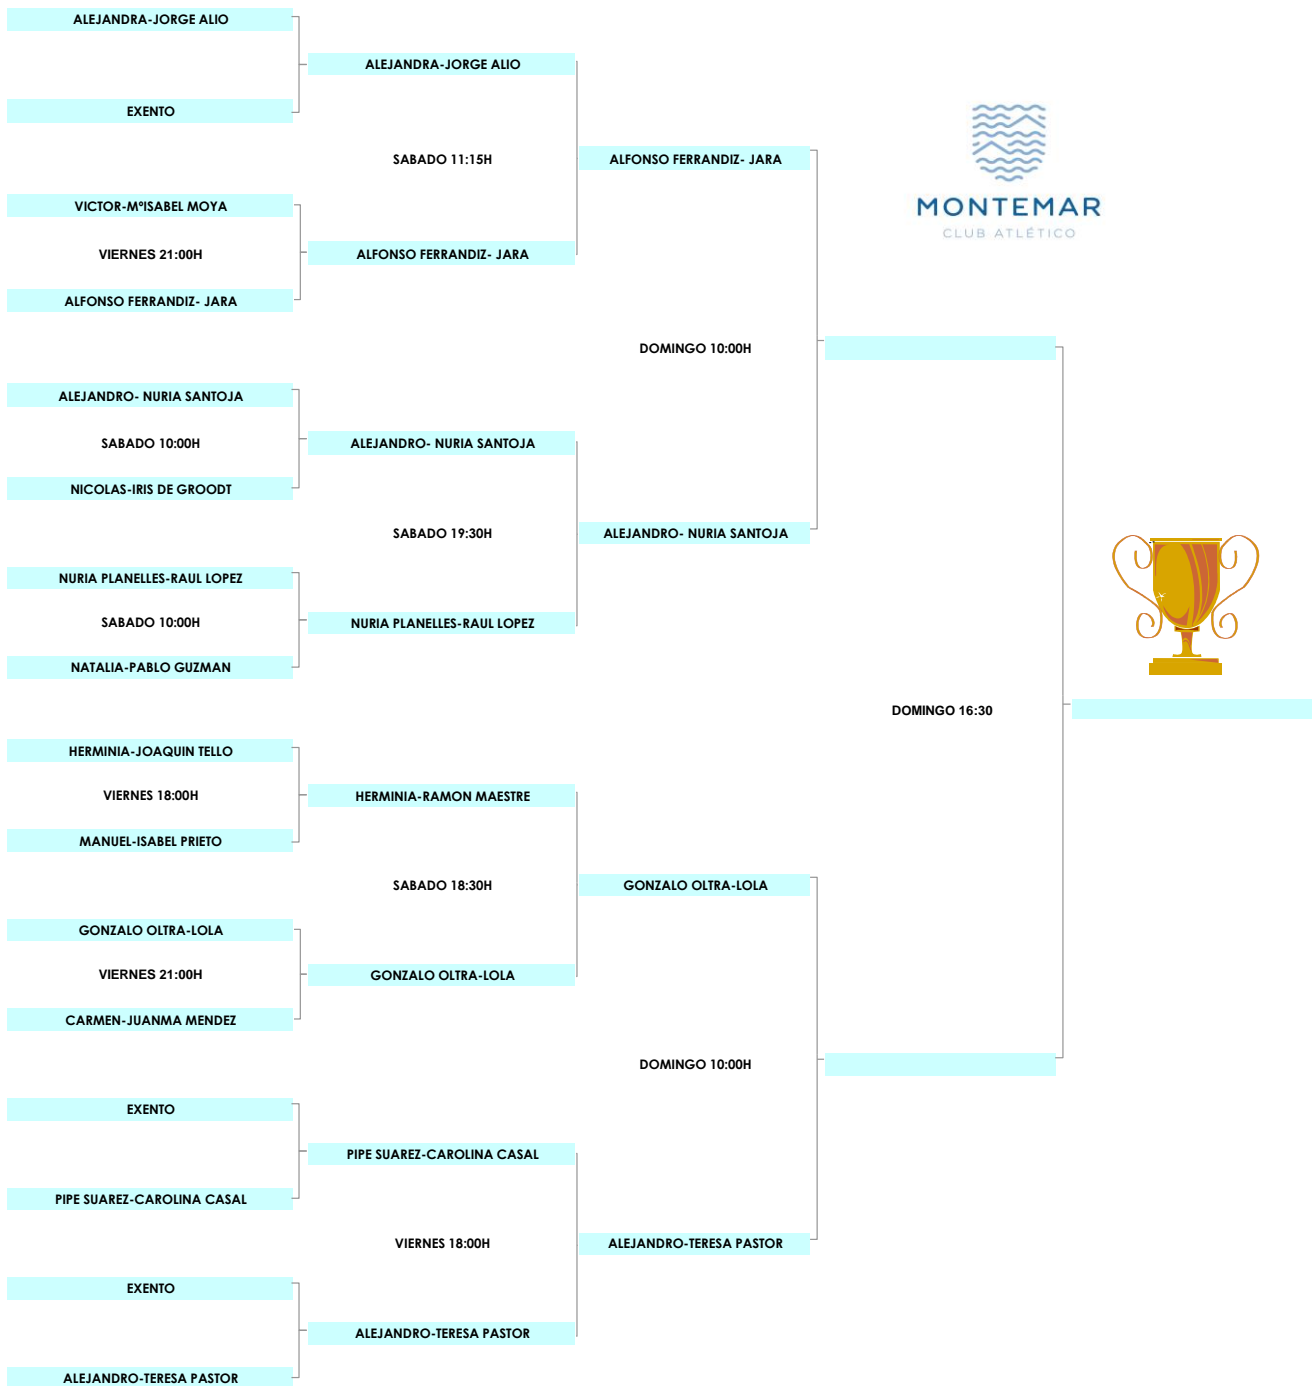 ALEJANDRA-JORGE ALIO
ALEJANDRA-JORGE ALIO
EXENTO
SABADO 11:15H
ALFONSO FERRANDIZ- JARA
MONTEMAR
CLUB ATLÉTICO
VICTOR-MºISABEL MOYA
VIERNES 21:00H
ALFONSO FERRANDIZ- JARA
ALFONSO FERRANDIZ- JARA
DOMINGO 10:00H
ALEJANDRO- NURIA SANTOJA
SABADO 10:00H
ALEJANDRO- NURIA SANTOJA
NICOLAS-IRIS DE GROODT
SABADO 19:30H
ALEJANDRO- NURIA SANTOJA
NURIA PLANELLES-RAUL LOPEZ
SABADO 10:00H
NURIA PLANELLES-RAUL LOPEZ
NATALIA-PABLO GUZMAN
DOMINGO 16:30
HERMINIA-JOAQUIN TELLO
VIERNES 18:00H
HERMINIA-RAMON MAESTRE
MANUEL-ISABEL PRIETO
SABADO 18:30H
GONZALO OLTRA-LOLA
GONZALO OLTRA-LOLA
VIERNES 21:00H
GONZALO OLTRA-LOLA
CARMEN-JUANMA MENDEZ
DOMINGO 10:00H
EXENTO
PIPE SUAREZ-CAROLINA CASAL
PIPE SUAREZ-CAROLINA CASAL
VIERNES 18:00H
ALEJANDRO-TERESA PASTOR
EXENTO
ALEJANDRO-TERESA PASTOR
ALEJANDRO-TERESA PASTOR